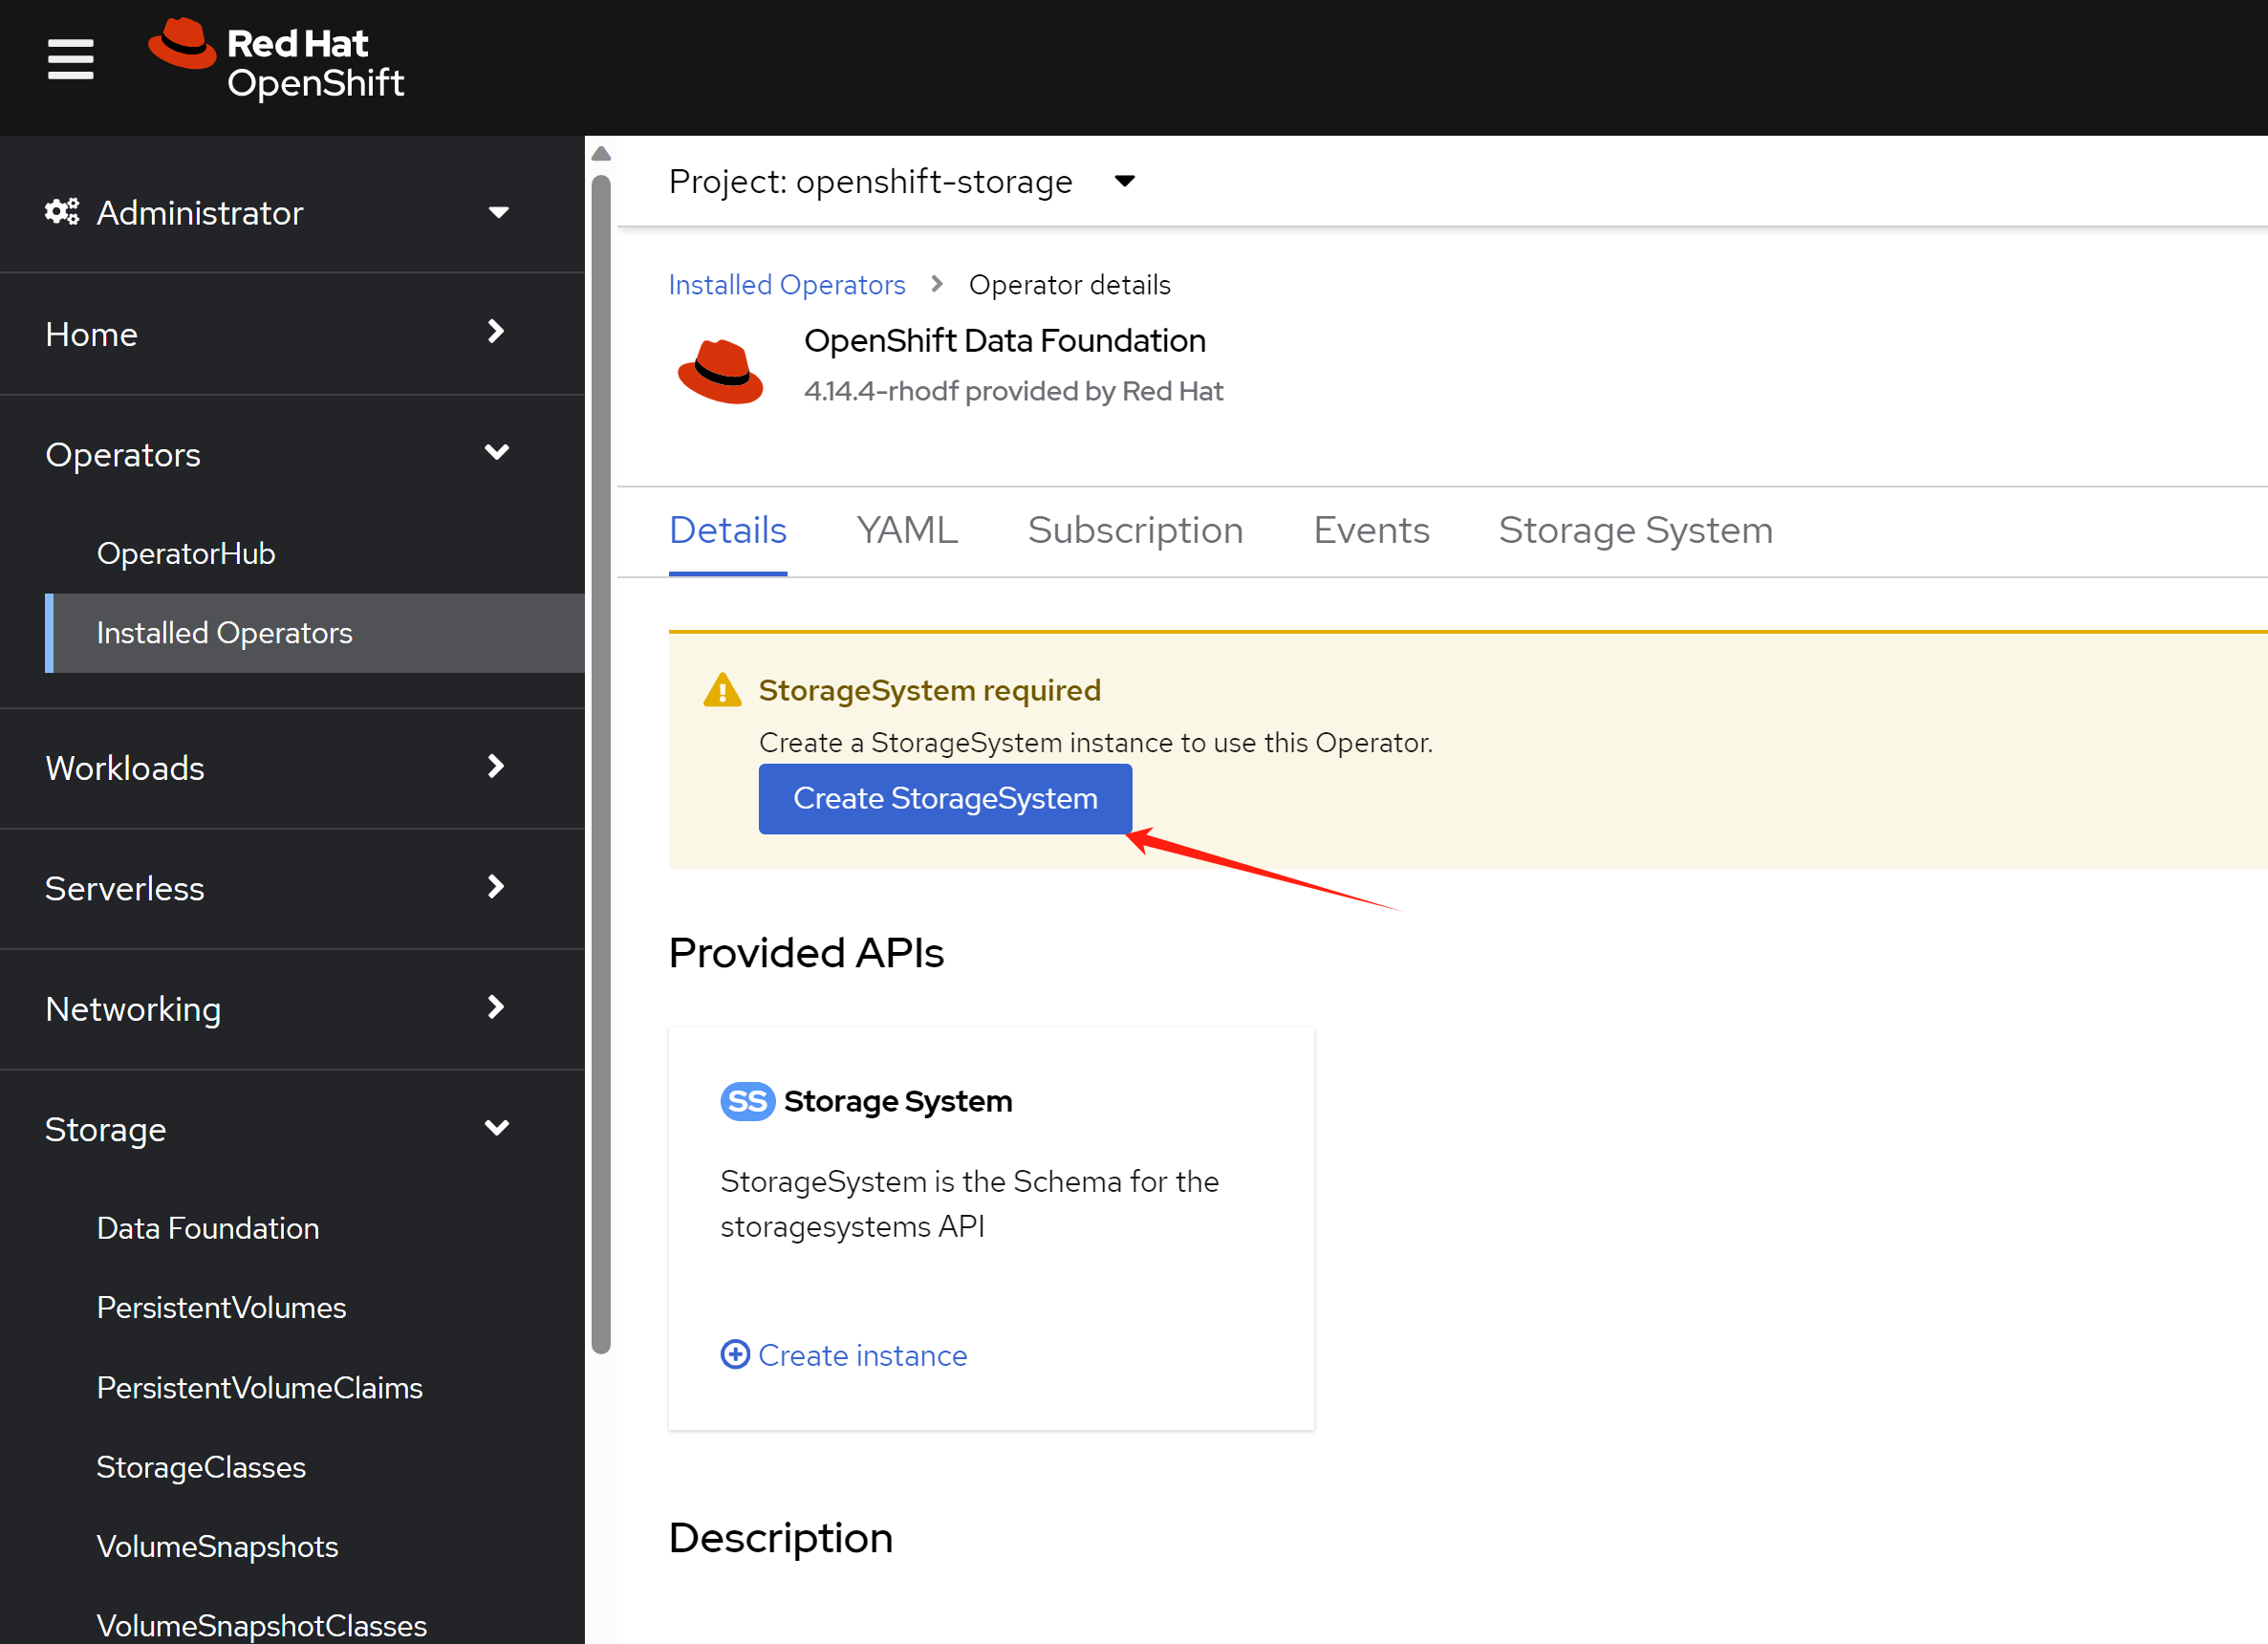 Red Hat
OpenShift
Administrator
Home
Operators
OperatorHub
Installed Operators
Workloads
Serverless
Networking
Storage
Data Foundation
PersistentVolumes
PersistentVolumeClaims
StorageClasses
VolumeSnapshots
VolumeSnapshotClasses
Project: openshift-storage
Installed Operators > Operator details
OpenShift Data Foundation
4.14.4-rhodf provided by Red Hat
Details YAML Subscription Events Storage System
StorageSystem required
Create a StorageSystem instance to use this Operator.
Create StorageSystem
Provided APIs
SS Storage System
StorageSystem is the Schema for the
storagesystems API
Create instance
Description